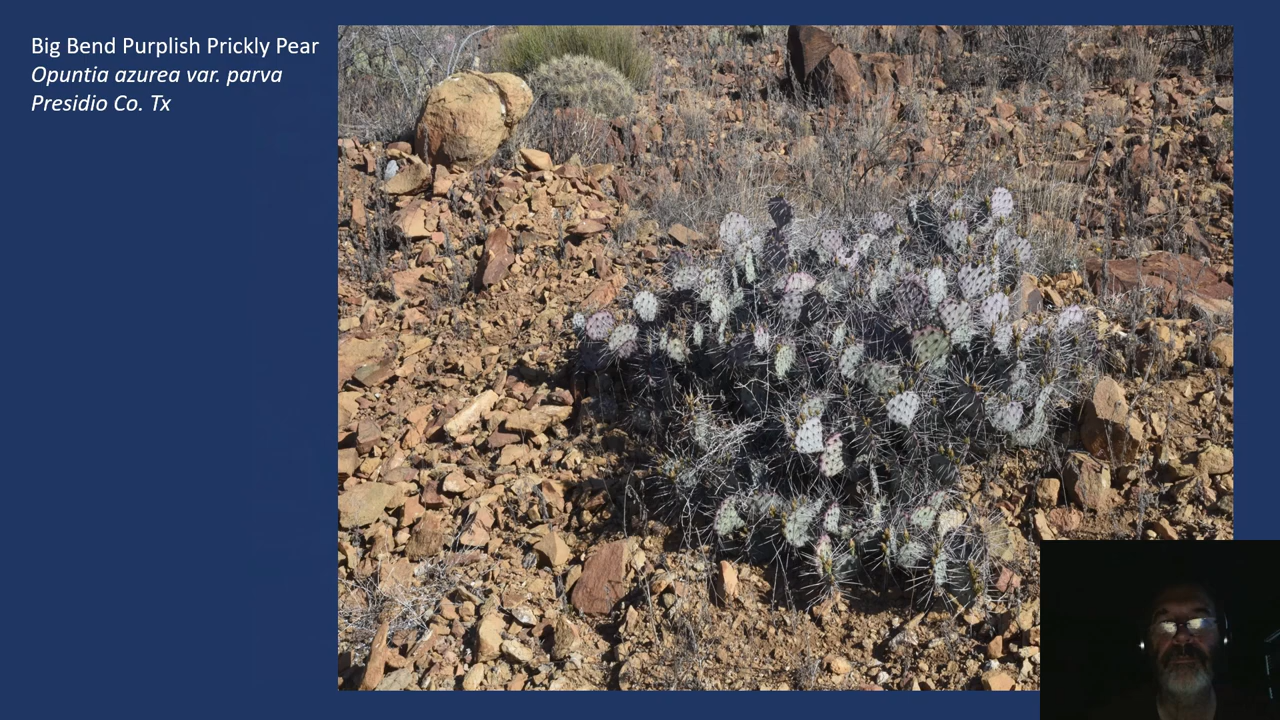 Big Bend Purplish Prickly Pear
Opuntia azurea var. parva
Presidio Co. Tx